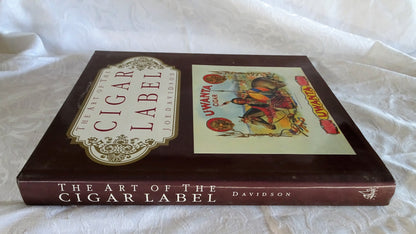 THE ART OF THE
CIGAR
LABEL
JOE DAVIDSON
UWANTA
CIGAR
UWANTA
THE ART OF THE
CIGAR LABEL
DAVIDSON